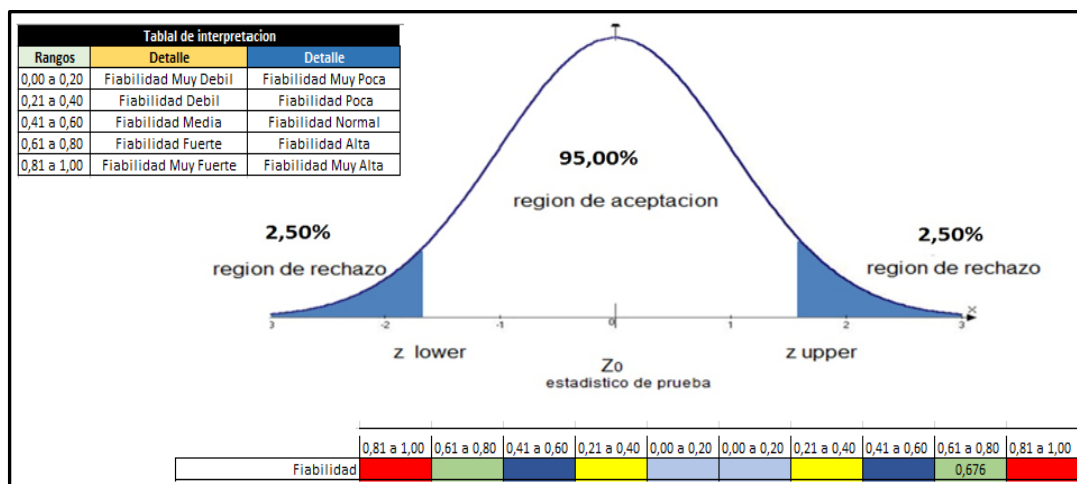 Tablal de interpretacion
Rangos Detalle Detalle
0,00 a 0,20 Fiabilidad Muy Debil Fiabilidad Muy Poca
0,21 a 0,40 Fiabilidad Debil Fiabilidad Poca
0,41 a 0,60 Fiabilidad Media Fiabilidad Normal
0,61 a 0,80 Fiabilidad Fuerte Fiabilidad Alta
0,81 a 1,00 Fiabilidad Muy Fuerte Fiabilidad Muy Alta
95,00%
region de aceptacion
2,50%
region de rechazo
2,50%
region de rechazo
3 -2 -1 0 1 2 3 x
z lower
z upper
Zo
estadistico de prueba
0,81 a 1,00 0,61 a 0,80 0,41 a 0,60 0,21 a 0,40 0,00 a 0,20 0,00 a 0,20 0,21 a 0,40 0,41 a 0,60 0,61 a 0,80 0,81 a 1,00
Fiabilidad 0,676